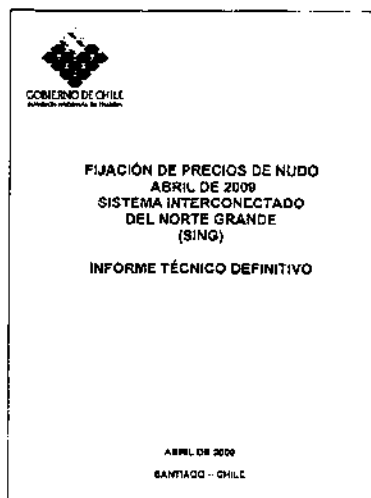 GOBIERNO DE CHILE
FIJACIÓN DE PRECIOS DE NUDO
ABRIL DE 2009
SISTEMA INTERCONECTADO
DEL NORTE GRANDE
(SING)
INFORME TÉCNICO DEFINITIVO
ABRIL DE 2009
SANTIAGO – CHILE